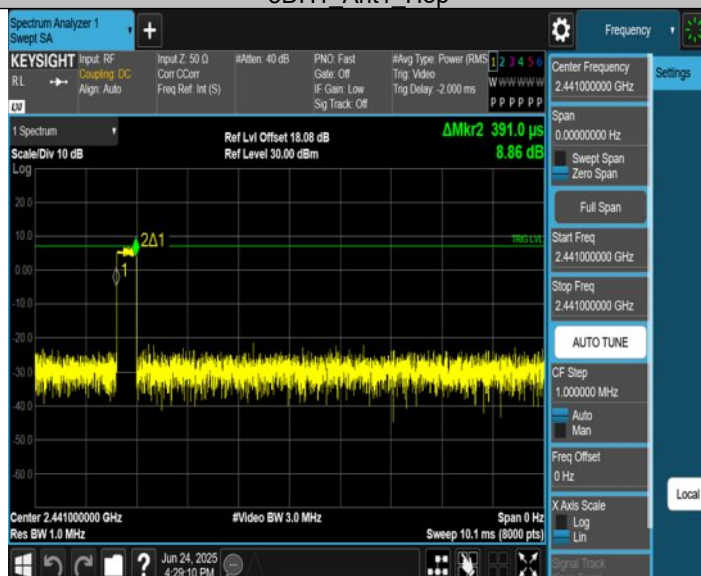 3DH1_Ant1_Hop
Spectrum Analyzer 1
Swept SA
+
Frequency
KEYSIGHT
RL
LXI
Input: RF
Coupling: DC
Align: Auto
Input Z: 50 Ω
Corr CCorr
Freq Ref: Int (S)
#Atten: 40 dB
PNO: Fast
Gate: Off
IF Gain: Low
Sig Track: Off
#Avg Type: Power (RMS
Trig: Video
Trig Delay: -2.000 ms
1 2 3 4 5 6
W W W W W W
P P P P P P
1 Spectrum
Scale/Div 10 dB
Log
Ref Lvl Offset 18.08 dB
Ref Level 30.00 dBm
ΔMkr2 391.0 µs
8.86 dB
20.0
10.0
0.00
-10.0
-20.0
-30.0
-40.0
-50.0
-60.0
2Δ1
1
TRIG LVL
Center 2.441000000 GHz
Res BW 1.0 MHz
#Video BW 3.0 MHz
Span 0 Hz
Sweep 10.1 ms (8000 pts)
Jun 24, 2025
4:29:10 PM
Center Frequency
2.441000000 GHz
Span
0.00000000 Hz
Swept Span
Zero Span
Full Span
Start Freq
2.441000000 GHz
Stop Freq
2.441000000 GHz
AUTO TUNE
CF Step
1.000000 MHz
Auto
Man
Freq Offset
0 Hz
X Axis Scale
Log
Lin
Signal Track
Settings
Local